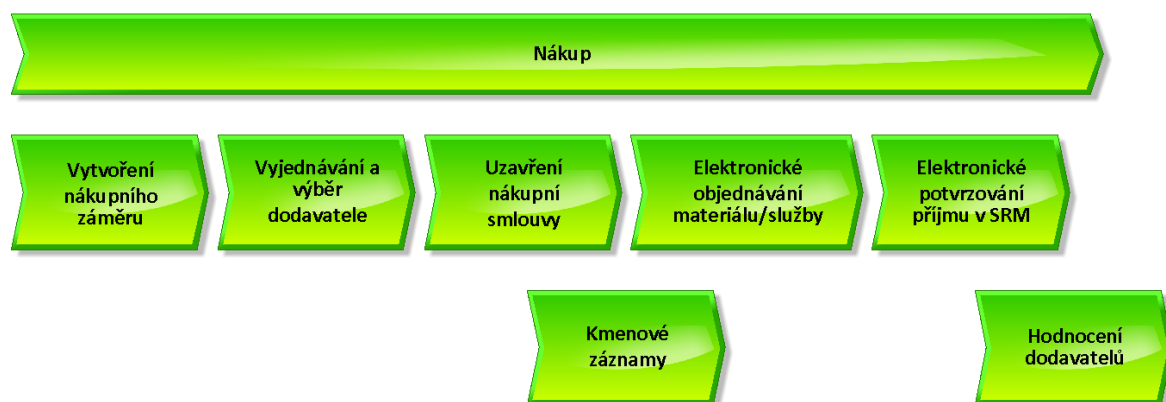 Nákup
Vytvoření
nákupního
záměru
Vyjednávání a
výběr
dodavatele
Uzavření
nákupní
smlouvy
Elektronické
objednávání
materiálu/služby
Elektronické
potvrzování
příjmu v SRM
Kmenové
záznamy
Hodnocení
dodavatelů